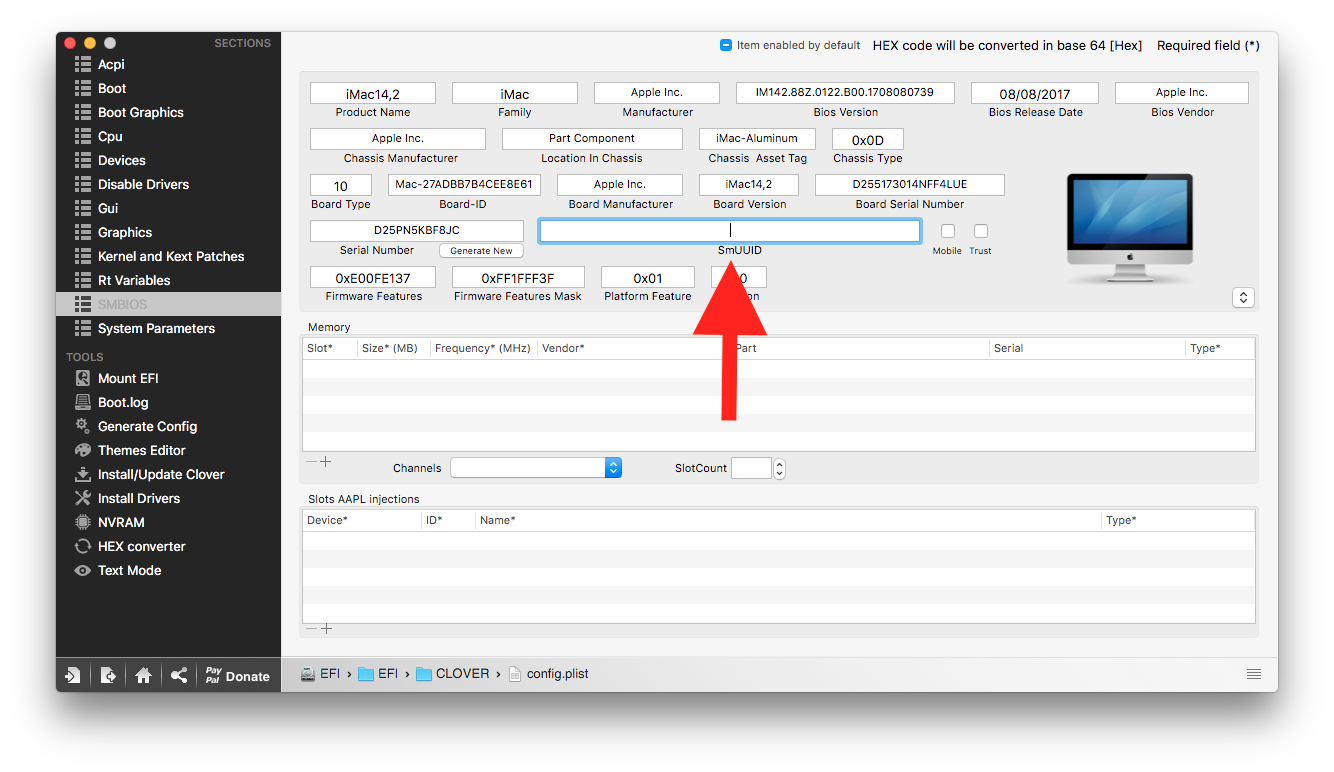 SECTIONS
Acpi
Boot
Boot Graphics
Cpu
Devices
Disable Drivers
Gui
Graphics
Kernel and Kext Patches
Rt Variables
SMBIOS
System Parameters
TOOLS
Mount EFI
Boot.log
Generate Config
Themes Editor
Install/Update Clover
Install Drivers
NVRAM
HEX converter
Text Mode
Pay Pal Donate
Item enabled by default HEX code will be converted in base 64 [Hex] Required field (*)
iMac14,2 iMac Apple Inc. IM142.88Z.0122.B00.1708080739 08/08/2017 Apple Inc.
Product Name Family Manufacturer Bios Version Bios Release Date Bios Vendor
Apple Inc. Part Component iMac-Aluminum 0x0D
Chassis Manufacturer Location In Chassis Chassis Asset Tag Chassis Type
10 Mac-27ADBB7B4CEE8E61 Apple Inc. iMac14,2 D255173014NFF4LUE
Board Type Board-ID Board Manufacturer Board Version Board Serial Number
D25PN5KBF8JC
Serial Number Generate New SmUUID Mobile Trust
0xE00FE137 0xFF1FFF3F 0x01
Firmware Features Firmware Features Mask Platform Feature
Memory
Slot* Size* (MB) Frequency* (MHz) Vendor* Part Serial Type*
Channels SlotCount
Slots AAPL injections
Device* ID* Name* Type*
EFI › EFI › CLOVER › config.plist